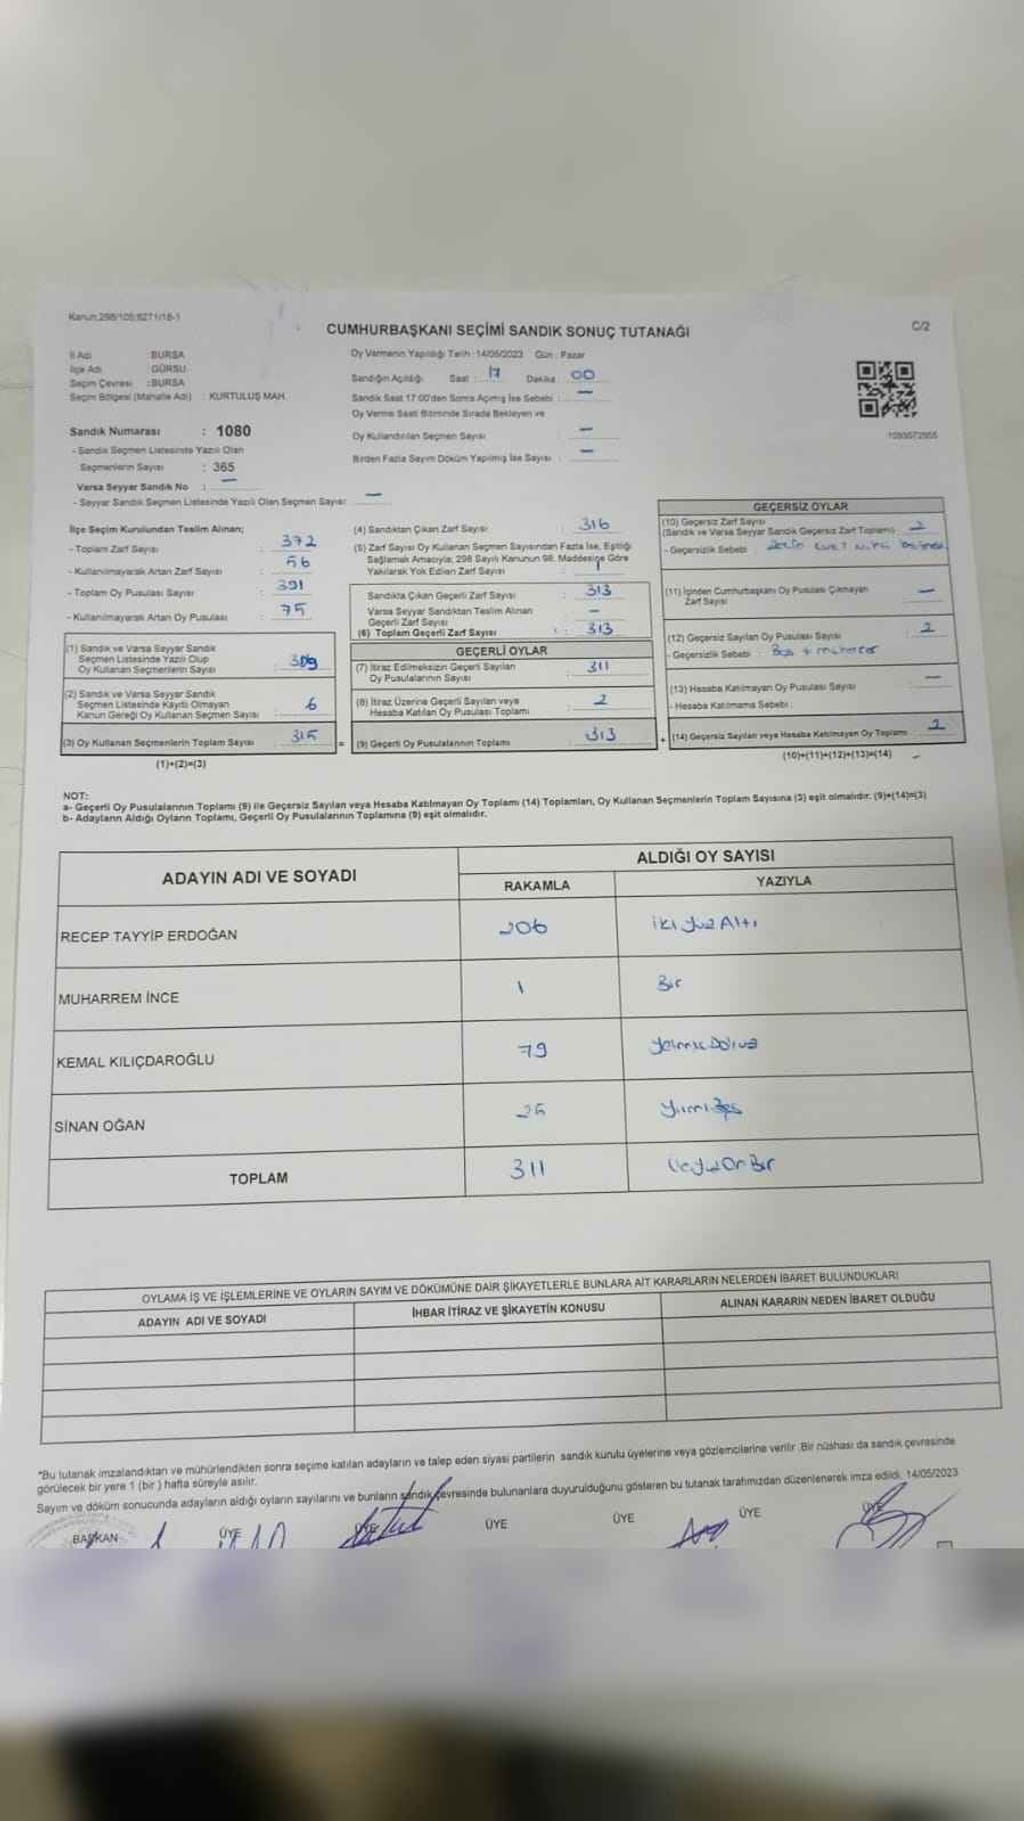 Kanun:298/105;6271/18-1
CUMHURBAŞKANI SEÇİMİ SANDIK SONUÇ TUTANAĞI
C/2
İl Adı :BURSA
İlçe Adı :GÜRSU
Seçim Çevresi :BURSA
Seçim Bölgesi (Mahalle Adı) : KURTULUŞ MAH.
Sandık Numarası : 1080
- Sandık Seçmen Listesinde Yazılı Olan
Seçmenlerin Sayısı : 365
Varsa Seyyar Sandık No : —
- Seyyar Sandık Seçmen Listesinde Yazılı Olan Seçmen Sayısı: —
Oy Vermenin Yapıldığı Tarih :14/05/2023 Gün : Pazar
Sandığın Açıldığı Saat : 17 Dakika : 00
Sandık Saat 17:00'den Sonra Açılmış İse Sebebi : —
Oy Verme Saati Bitiminde Sırada Bekleyen ve
Oy Kullandırılan Seçmen Sayısı : —
Birden Fazla Sayım Döküm Yapılmış İse Sayısı : —
İlçe Seçim Kurulundan Teslim Alınan;
- Toplam Zarf Sayısı : 372
- Kullanılmayarak Artan Zarf Sayısı : 56
- Toplam Oy Pusulası Sayısı : 391
- Kullanılmayarak Artan Oy Pusulası : 75
(1) Sandık ve Varsa Seyyar Sandık
Seçmen Listesinde Yazılı Olup
Oy Kullanan Seçmenlerin Sayısı : 309
(2) Sandık ve Varsa Seyyar Sandık
Seçmen Listesinde Kayıtlı Olmayan
Kanun Gereği Oy Kullanan Seçmen Sayısı : 6
(3) Oy Kullanan Seçmenlerin Toplam Sayısı : 315
(1)+(2)=(3)
(4) Sandıktan Çıkan Zarf Sayısı : 316
(5) Zarf Sayısı Oy Kullanan Seçmen Sayısından Fazla İse, Eşitliği
Sağlamak Amacıyla; 298 Sayılı Kanunun 98. Maddesine Göre
Yakılarak Yok Edilen Zarf Sayısı : 1
Sandıkta Çıkan Geçerli Zarf Sayısı : 313
Varsa Seyyar Sandıktan Teslim Alınan
Geçerli Zarf Sayısı : —
(6) Toplam Geçerli Zarf Sayısı : 313
GEÇERLİ OYLAR
(7) İtiraz Edilmeksizin Geçerli Sayılan
Oy Pusulalarının Sayısı : 311
(8) İtiraz Üzerine Geçerli Sayılan veya
Hesaba Katılan Oy Pusulası Toplamı : 2
= (9) Geçerli Oy Pusulalarının Toplamı : 313
GEÇERSİZ OYLAR
(10) Geçersiz Zarf Sayısı
(Sandık ve Varsa Seyyar Sandık Geçersiz Zarf Toplamı) : 2
- Geçersizlik Sebebi :
(11) İçinden Cumhurbaşkanı Oy Pusulası Çıkmayan
Zarf Sayısı : —
(12) Geçersiz Sayılan Oy Pusulası Sayısı : 2
- Geçersizlik Sebebi : Boş +
(13) Hesaba Katılmayan Oy Pusulası Sayısı : —
- Hesaba Katılmama Sebebi :
+ (14) Geçersiz Sayılan veya Hesaba Katılmayan Oy Toplamı : 2
(10)+(11)+(12)+(13)=(14)
NOT:
a- Geçerli Oy Pusulalarının Toplamı (9) ile Geçersiz Sayılan veya Hesaba Katılmayan Oy Toplamı (14) Toplamları, Oy Kullanan Seçmenlerin Toplam Sayısına (3) eşit olmalıdır. (9)+(14)=(3)
b- Adayların Aldığı Oyların Toplamı, Geçerli Oy Pusulalarının Toplamına (9) eşit olmalıdır.
ADAYIN ADI VE SOYADI
ALDIĞI OY SAYISI
RAKAMLA YAZIYLA
RECEP TAYYİP ERDOĞAN 206 iki yüz Altı
MUHARREM İNCE 1 Bir
KEMAL KILIÇDAROĞLU 79
SİNAN OĞAN 25
TOPLAM 311
OYLAMA İŞ VE İŞLEMLERİNE VE OYLARIN SAYIM VE DÖKÜMÜNE DAİR ŞİKAYETLERLE BUNLARA AİT KARARLARIN NELERDEN İBARET BULUNDUKLARI
ADAYIN ADI VE SOYADI İHBAR İTİRAZ VE ŞİKAYETİN KONUSU ALINAN KARARIN NEDEN İBARET OLDUĞU
*Bu tutanak imzalandıktan ve mühürlendikten sonra seçime katılan adayların ve talep eden siyasi partilerin sandık kurulu üyelerine veya gözlemcilerine verilir. Bir nüshası da sandık çevresinde
görülecek bir yere 1 (bir ) hafta süreyle asılır.
Sayım ve döküm sonucunda adayların aldığı oyların sayılarını ve bunların sandık çevresinde bulunanlara duyurulduğunu gösteren bu tutanak tarafımızdan düzenlenerek imza edildi. 14/05/2023
BAŞKAN ÜYE ÜYE ÜYE ÜYE ÜYE ÜYE